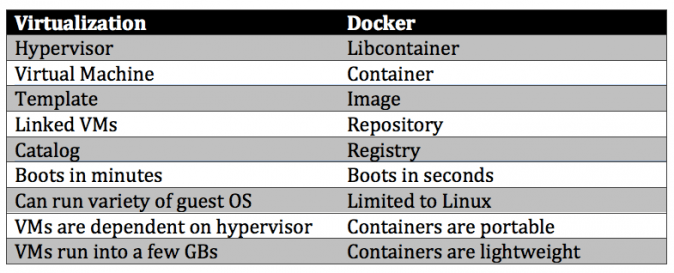 Virtualization Docker
Hypervisor Libcontainer
Virtual Machine Container
Template Image
Linked VMs Repository
Catalog Registry
Boots in minutes Boots in seconds
Can run variety of guest OS Limited to Linux
VMs are dependent on hypervisor Containers are portable
VMs run into a few GBs Containers are lightweight